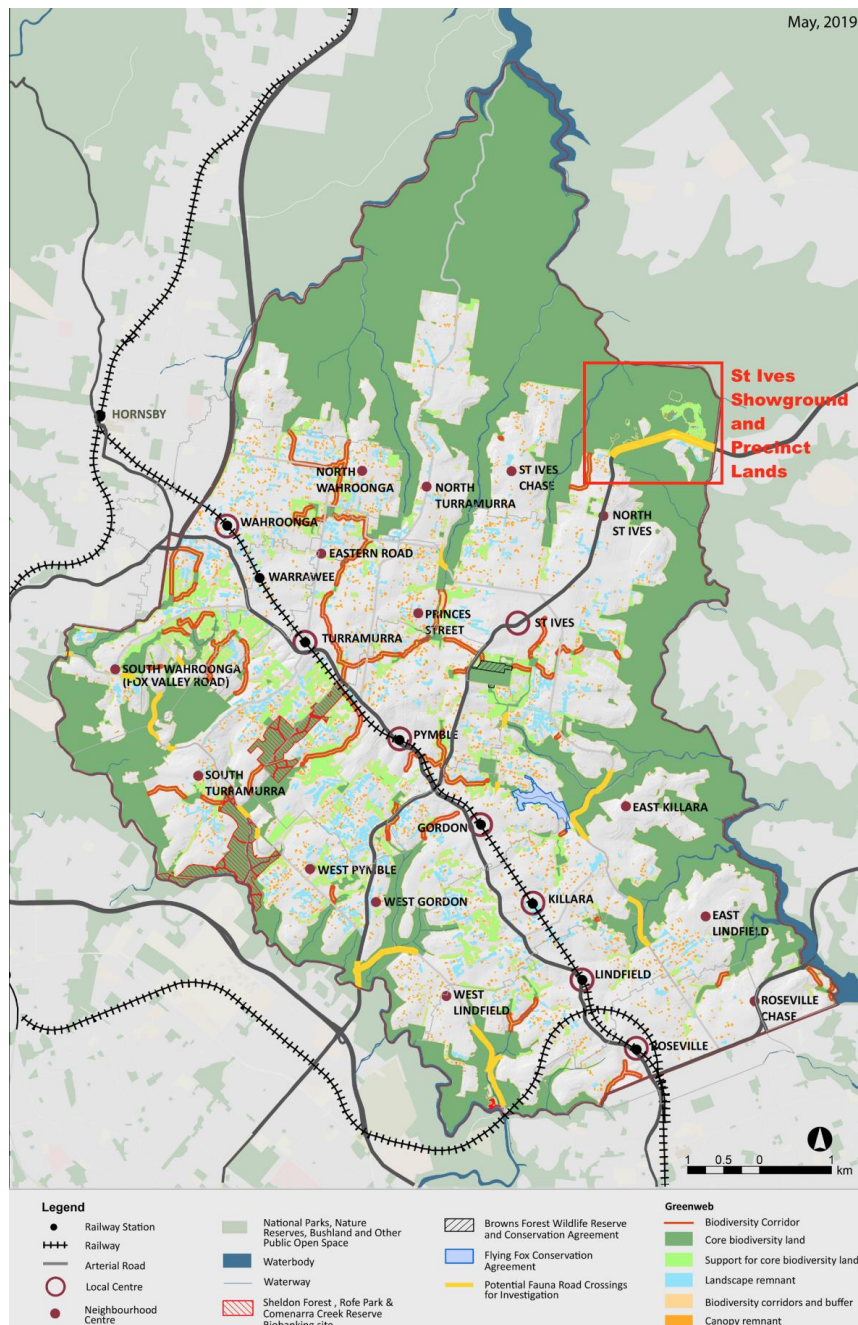 May, 2019
St Ives
Showground
and
Precinct
Lands
HORNSBY
NORTH
WAHROONGA
NORTH
TURRAMURRA
ST IVES
CHASE
NORTH
ST IVES
WAHROONGA
EASTERN ROAD
WARRAWEE
PRINCES
STREET
ST IVES
TURRAMURRA
SOUTH WAHROONGA
(FOX VALLEY ROAD)
PYMBLE
SOUTH
TURRAMURRA
EAST KILLARA
GORDON
WEST PYMBLE
WEST GORDON
KILLARA
EAST
LINDFIELD
LINDFIELD
WEST
LINDFIELD
ROSEVILLE
CHASE
ROSEVILLE
1 0.5 0 1
km
Legend
Railway Station
Railway
Arterial Road
Local Centre
Neighbourhood
Centre
National Parks, Nature
Reserves, Bushland and Other
Public Open Space
Waterbody
Waterway
Sheldon Forest , Rofe Park &
Comenarra Creek Reserve
Biobanking site
Browns Forest Wildlife Reserve
and Conservation Agreement
Flying Fox Conservation
Agreement
Potential Fauna Road Crossings
for Investigation
Greenweb
Biodiversity Corridor
Core biodiversity land
Support for core biodiversity land
Landscape remnant
Biodiversity corridors and buffer
Canopy remnant